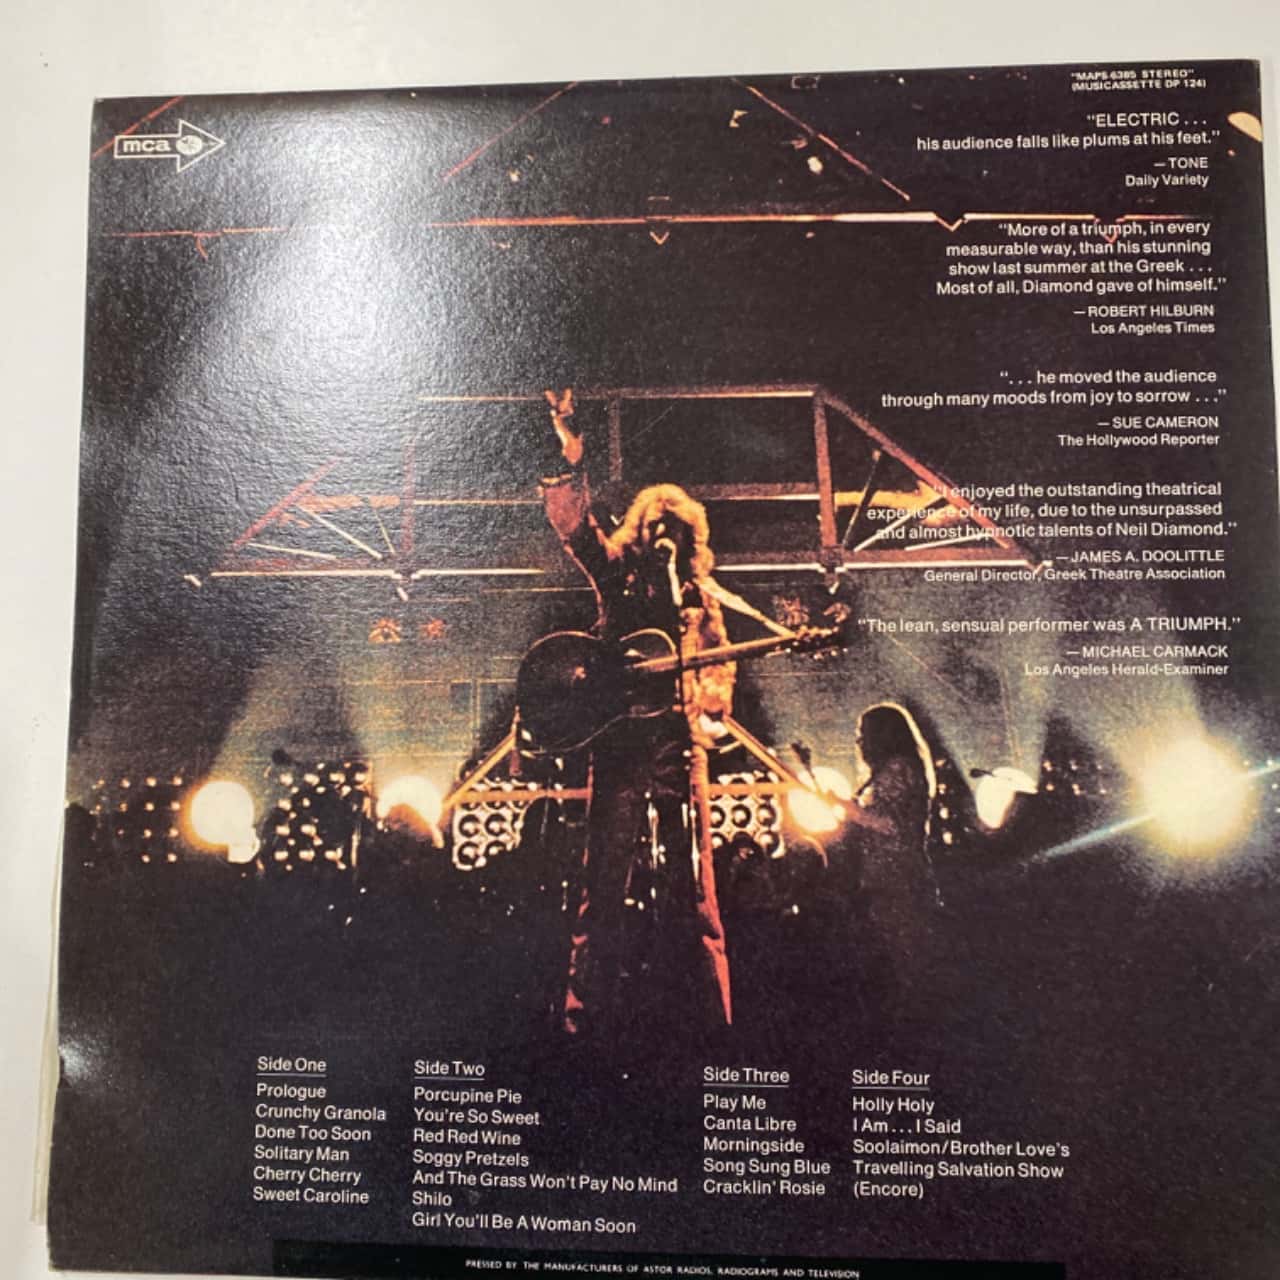 mca
"MAPS 6385 STEREO"
(MUSICASSETTE DP 124)
"ELECTRIC . . .
his audience falls like plums at his feet."
— TONE
Daily Variety
"More of a triumph, in every
measurable way, than his stunning
show last summer at the Greek . . .
Most of all, Diamond gave of himself."
— ROBERT HILBURN
Los Angeles Times
". . . he moved the audience
through many moods from joy to sorrow . . ."
— SUE CAMERON
The Hollywood Reporter
"I enjoyed the outstanding theatrical
experience of my life, due to the unsurpassed
and almost hypnotic talents of Neil Diamond."
— JAMES A. DOOLITTLE
General Director, Greek Theatre Association
"The lean, sensual performer was A TRIUMPH."
— MICHAEL CARMACK
Los Angeles Herald-Examiner
Side One
Prologue
Crunchy Granola
Done Too Soon
Solitary Man
Cherry Cherry
Sweet Caroline
Side Two
Porcupine Pie
You're So Sweet
Red Red Wine
Soggy Pretzels
And The Grass Won't Pay No Mind
Shilo
Girl You'll Be A Woman Soon
Side Three
Play Me
Canta Libre
Morningside
Song Sung Blue
Cracklin' Rosie
Side Four
Holly Holy
I Am . . . I Said
Soolaimon/Brother Love's
Travelling Salvation Show
(Encore)
PRESSED BY THE MANUFACTURERS OF ASTOR RADIOS, RADIOGRAMS AND TELEVISION